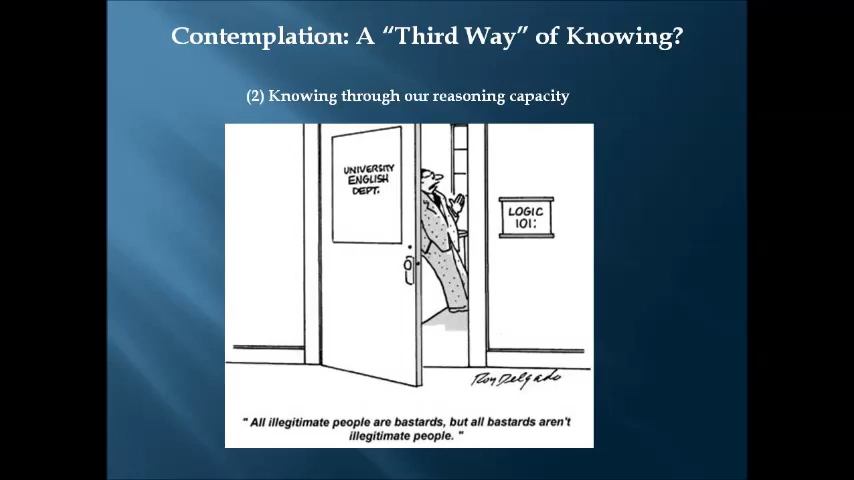 Contemplation: A “Third Way” of Knowing?
(2) Knowing through our reasoning capacity
UNIVERSITY
ENGLISH
DEPT.
LOGIC
101:
Roy Delgado
" All illegitimate people are bastards, but all bastards aren't
illegitimate people. "